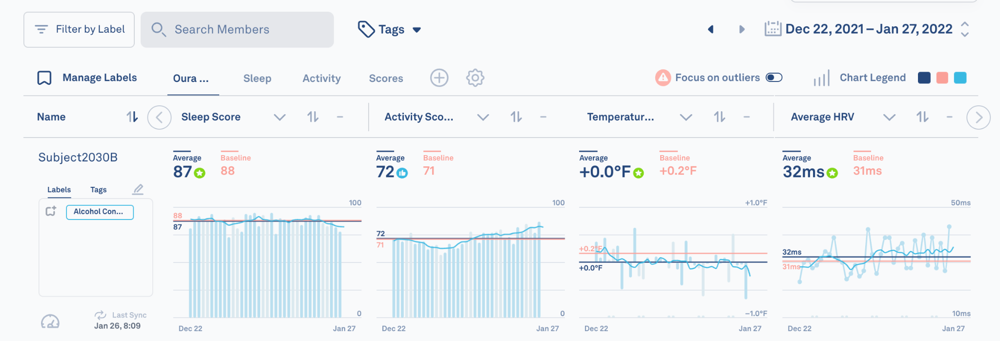 Filter by Label
Search Members
Tags
Dec 22, 2021 – Jan 27, 2022
Manage Labels
Oura ...
Sleep
Activity
Scores
Focus on outliers
Chart Legend
Name
Sleep Score
Activity Sco...
Temperatur...
Average HRV
Subject2030B
Labels
Tags
Alcohol Con...
Last Sync
Jan 26, 8:09
Average
Baseline
87
88
100
88
87
0
Dec 22
Jan 27
Average
Baseline
72
71
100
72
71
0
Dec 22
Jan 27
Average
Baseline
+0.0°F
+0.2°F
+1.0°F
+0.2°F
+0.0°F
−1.0°F
Dec 22
Jan 27
Average
Baseline
32ms
31ms
50ms
32ms
31ms
10ms
Dec 22
Jan 27